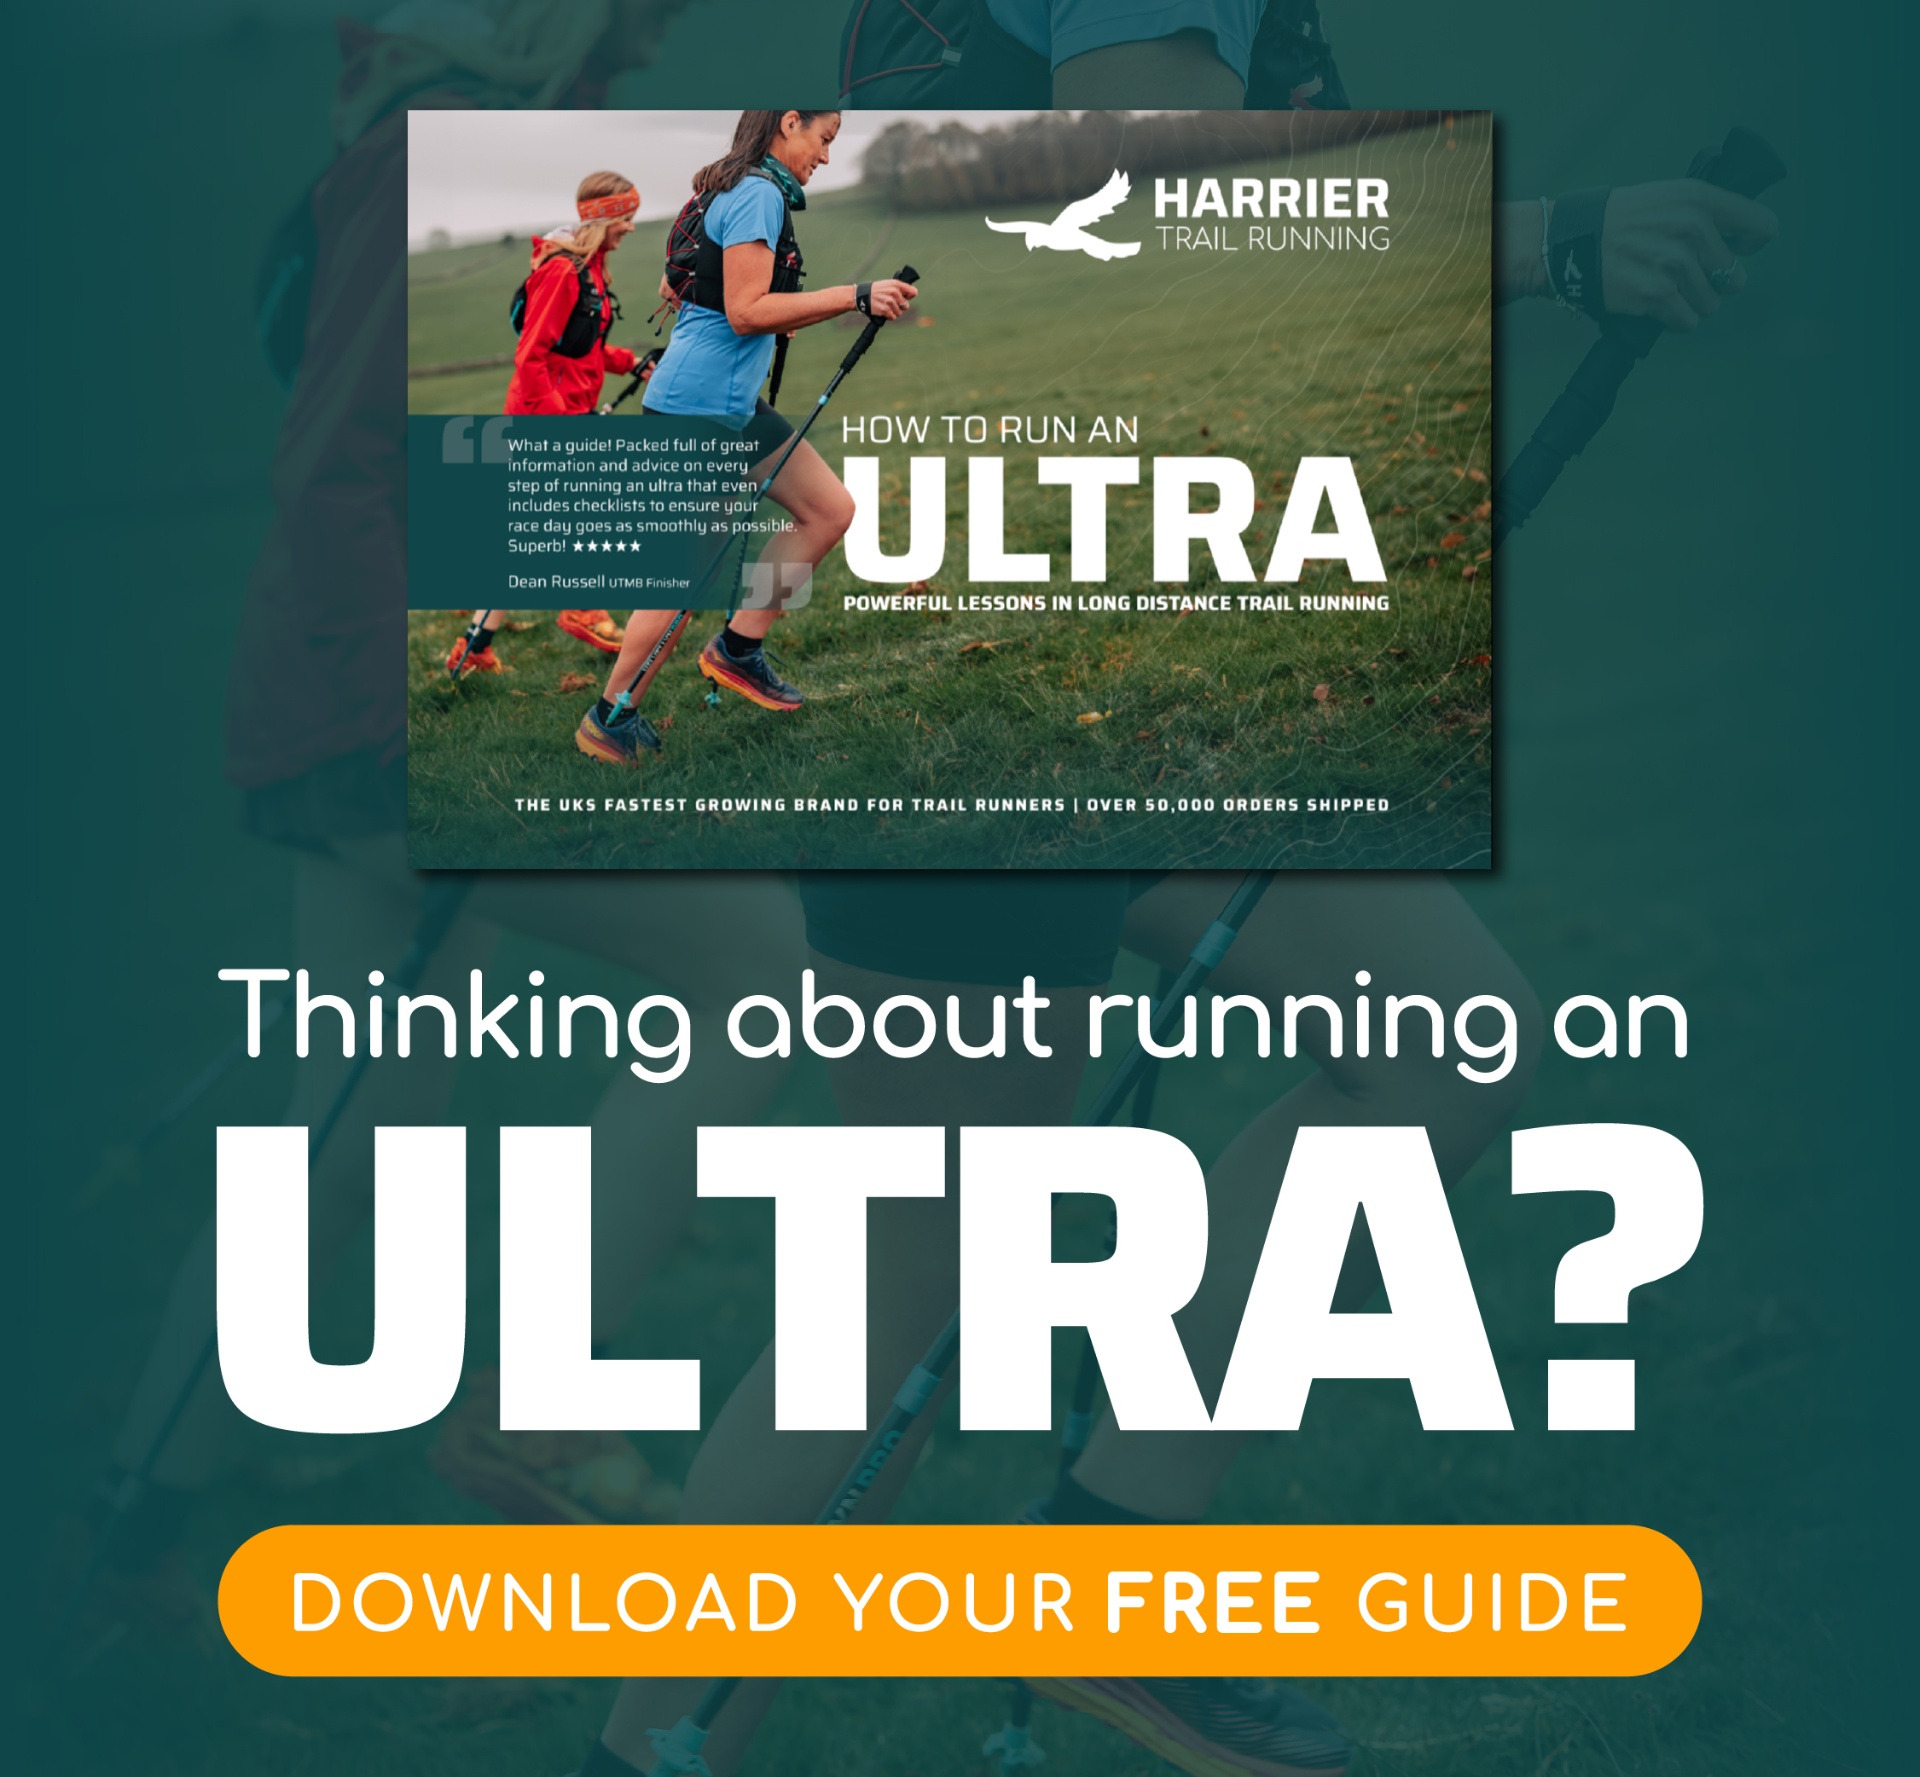 HARRIER
TRAIL RUNNING
HOW TO RUN AN
ULTRA
POWERFUL LESSONS IN LONG DISTANCE TRAIL RUNNING
“
What a guide! Packed full of great
information and advice on every
step of running an ultra that even
includes checklists to ensure your
race day goes as smoothly as possible.
Superb! ★★★★★
Dean Russell UTMB Finisher
”
THE UKS FASTEST GROWING BRAND FOR TRAIL RUNNERS | OVER 50,000 ORDERS SHIPPED
Thinking about running an
ULTRA?
DOWNLOAD YOUR FREE GUIDE